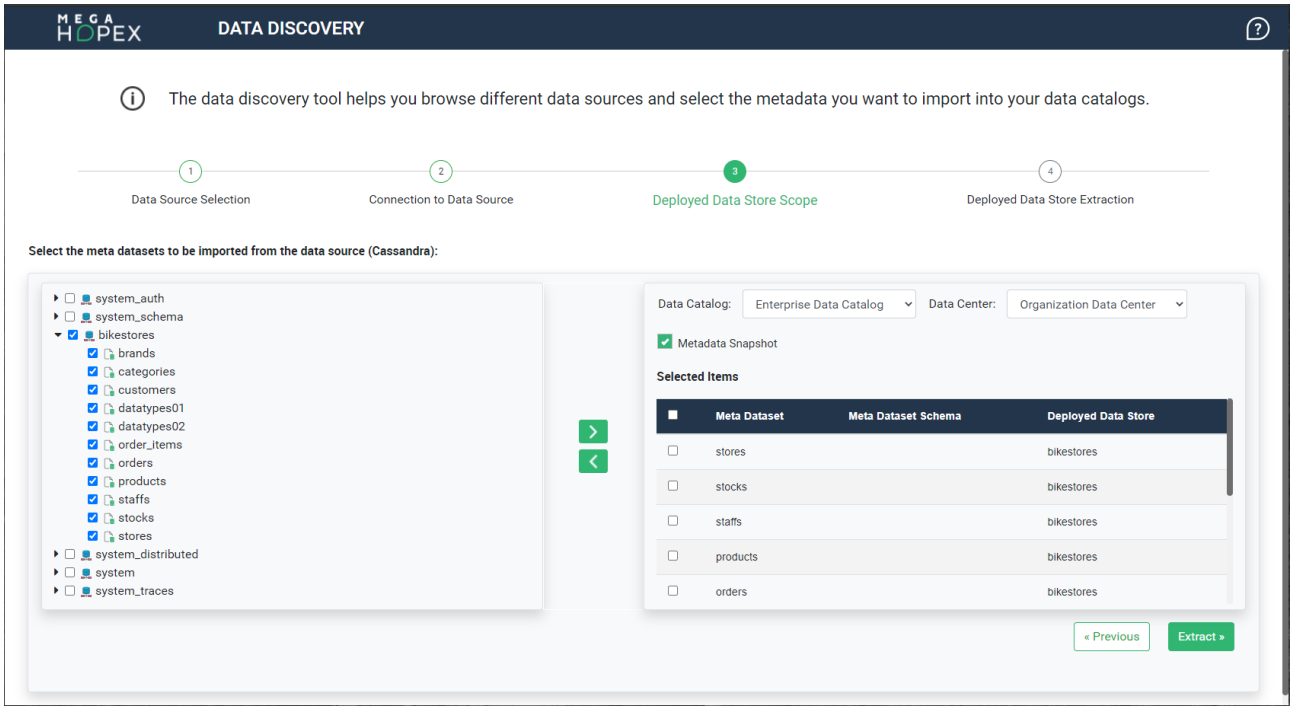 MEGA
HOPEX
DATA DISCOVERY
?
i
The data discovery tool helps you browse different data sources and select the metadata you want to import into your data catalogs.
1 2 3 4
Data Source Selection Connection to Data Source Deployed Data Store Scope Deployed Data Store Extraction
Select the meta datasets to be imported from the data source (Cassandra):
system_auth
system_schema
bikestores
brands
categories
customers
datatypes01
datatypes02
order_items
orders
products
staffs
stocks
stores
system_distributed
system
system_traces
Data Catalog: Enterprise Data Catalog Data Center: Organization Data Center
Metadata Snapshot
Selected Items
Meta Dataset Meta Dataset Schema Deployed Data Store
stores bikestores
stocks bikestores
staffs bikestores
products bikestores
orders bikestores
« Previous Extract »